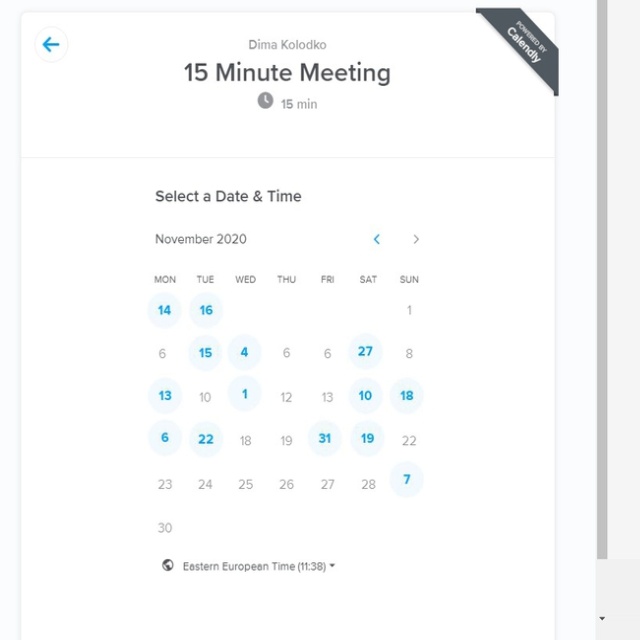 POWERED BY
Calendly
Dima Kolodko
15 Minute Meeting
15 min
Select a Date & Time
November 2020
MON TUE WED THU FRI SAT SUN
14 16 1
6 15 4 6 6 27 8
13 10 1 12 13 10 18
6 22 18 19 31 19 22
23 24 25 26 27 28 7
30
Eastern European Time (11:38)